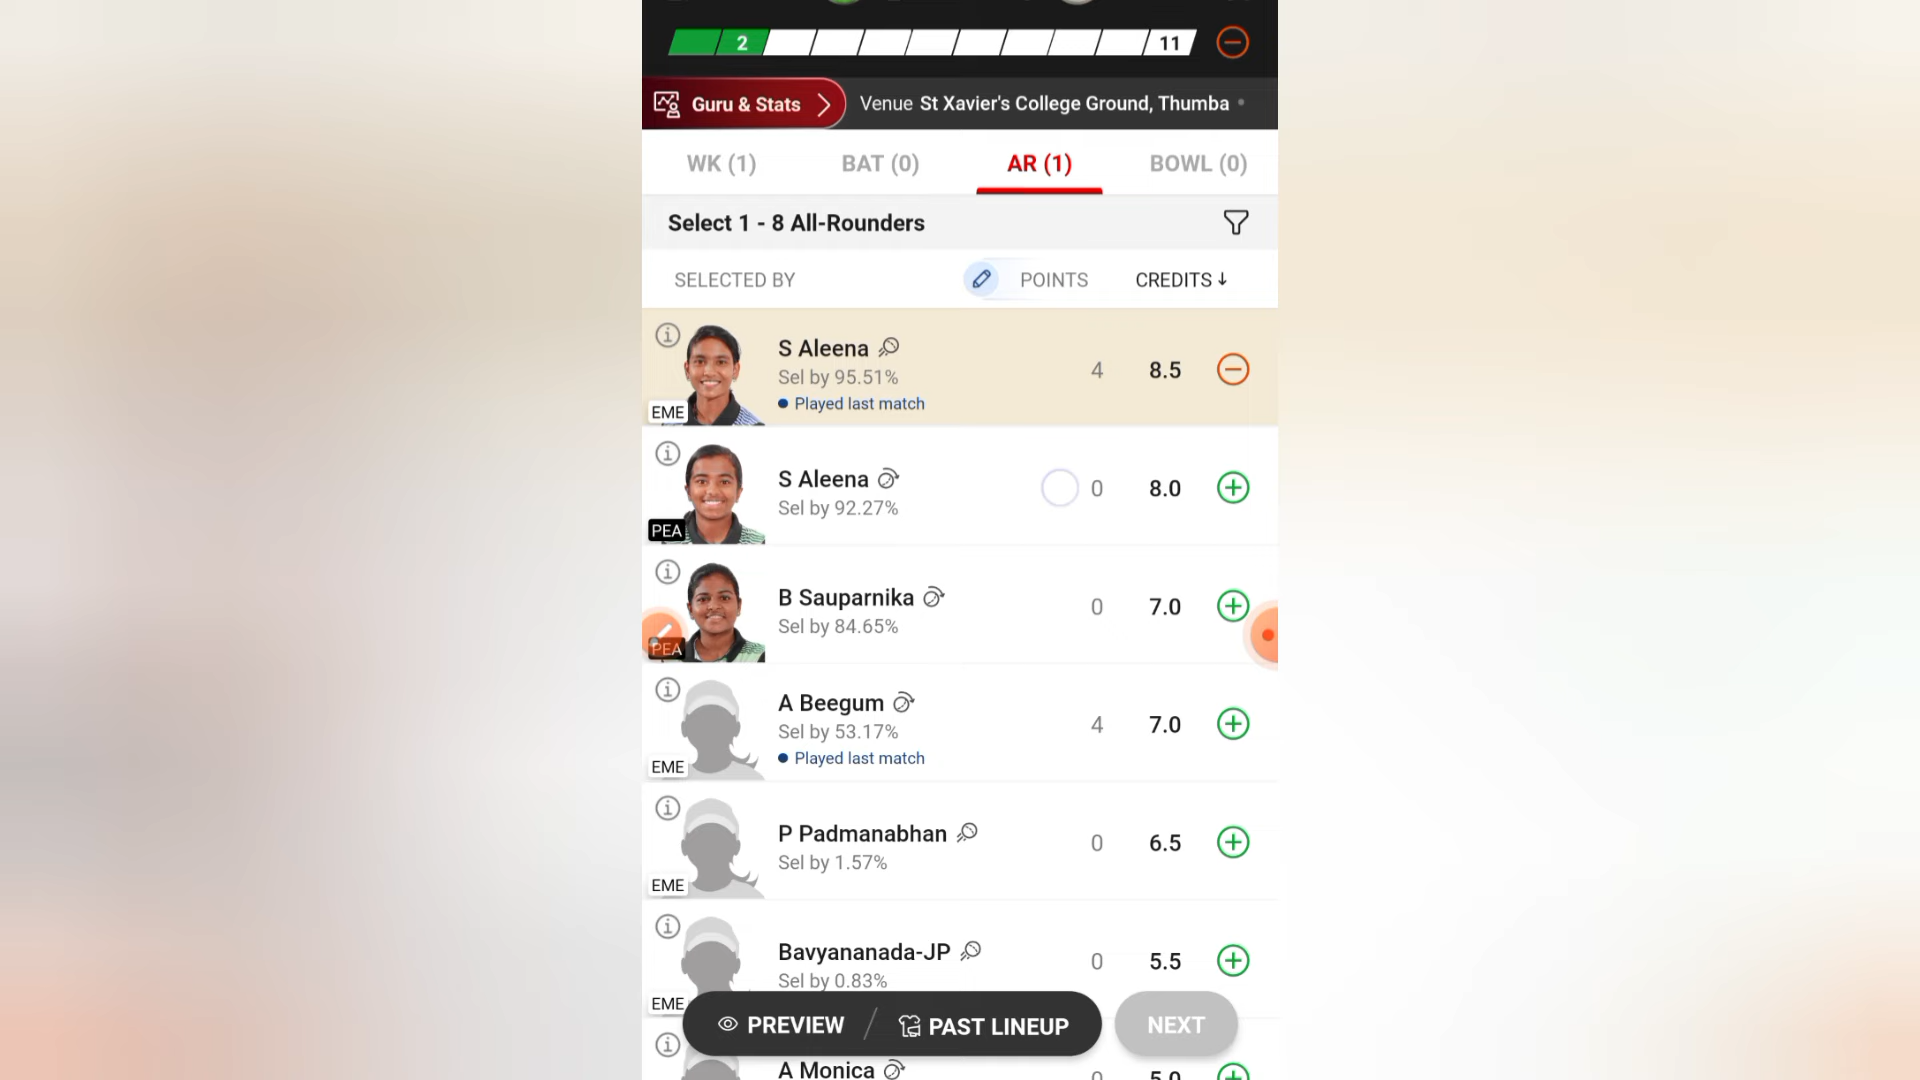 2
11
Guru & Stats
Venue St Xavier's College Ground, Thumba
WK (1)
BAT (0)
AR (1)
BOWL (0)
Select 1 - 8 All-Rounders
SELECTED BY
POINTS
CREDITS ↓
S Aleena
Sel by 95.51%
Played last match
EME
4
8.5
S Aleena
Sel by 92.27%
PEA
0
8.0
B Sauparnika
Sel by 84.65%
PEA
0
7.0
A Beegum
Sel by 53.17%
Played last match
EME
4
7.0
P Padmanabhan
Sel by 1.57%
EME
0
6.5
Bavyananada-JP
Sel by 0.83%
EME
0
5.5
PREVIEW
PAST LINEUP
NEXT
A Monica
0
5.0